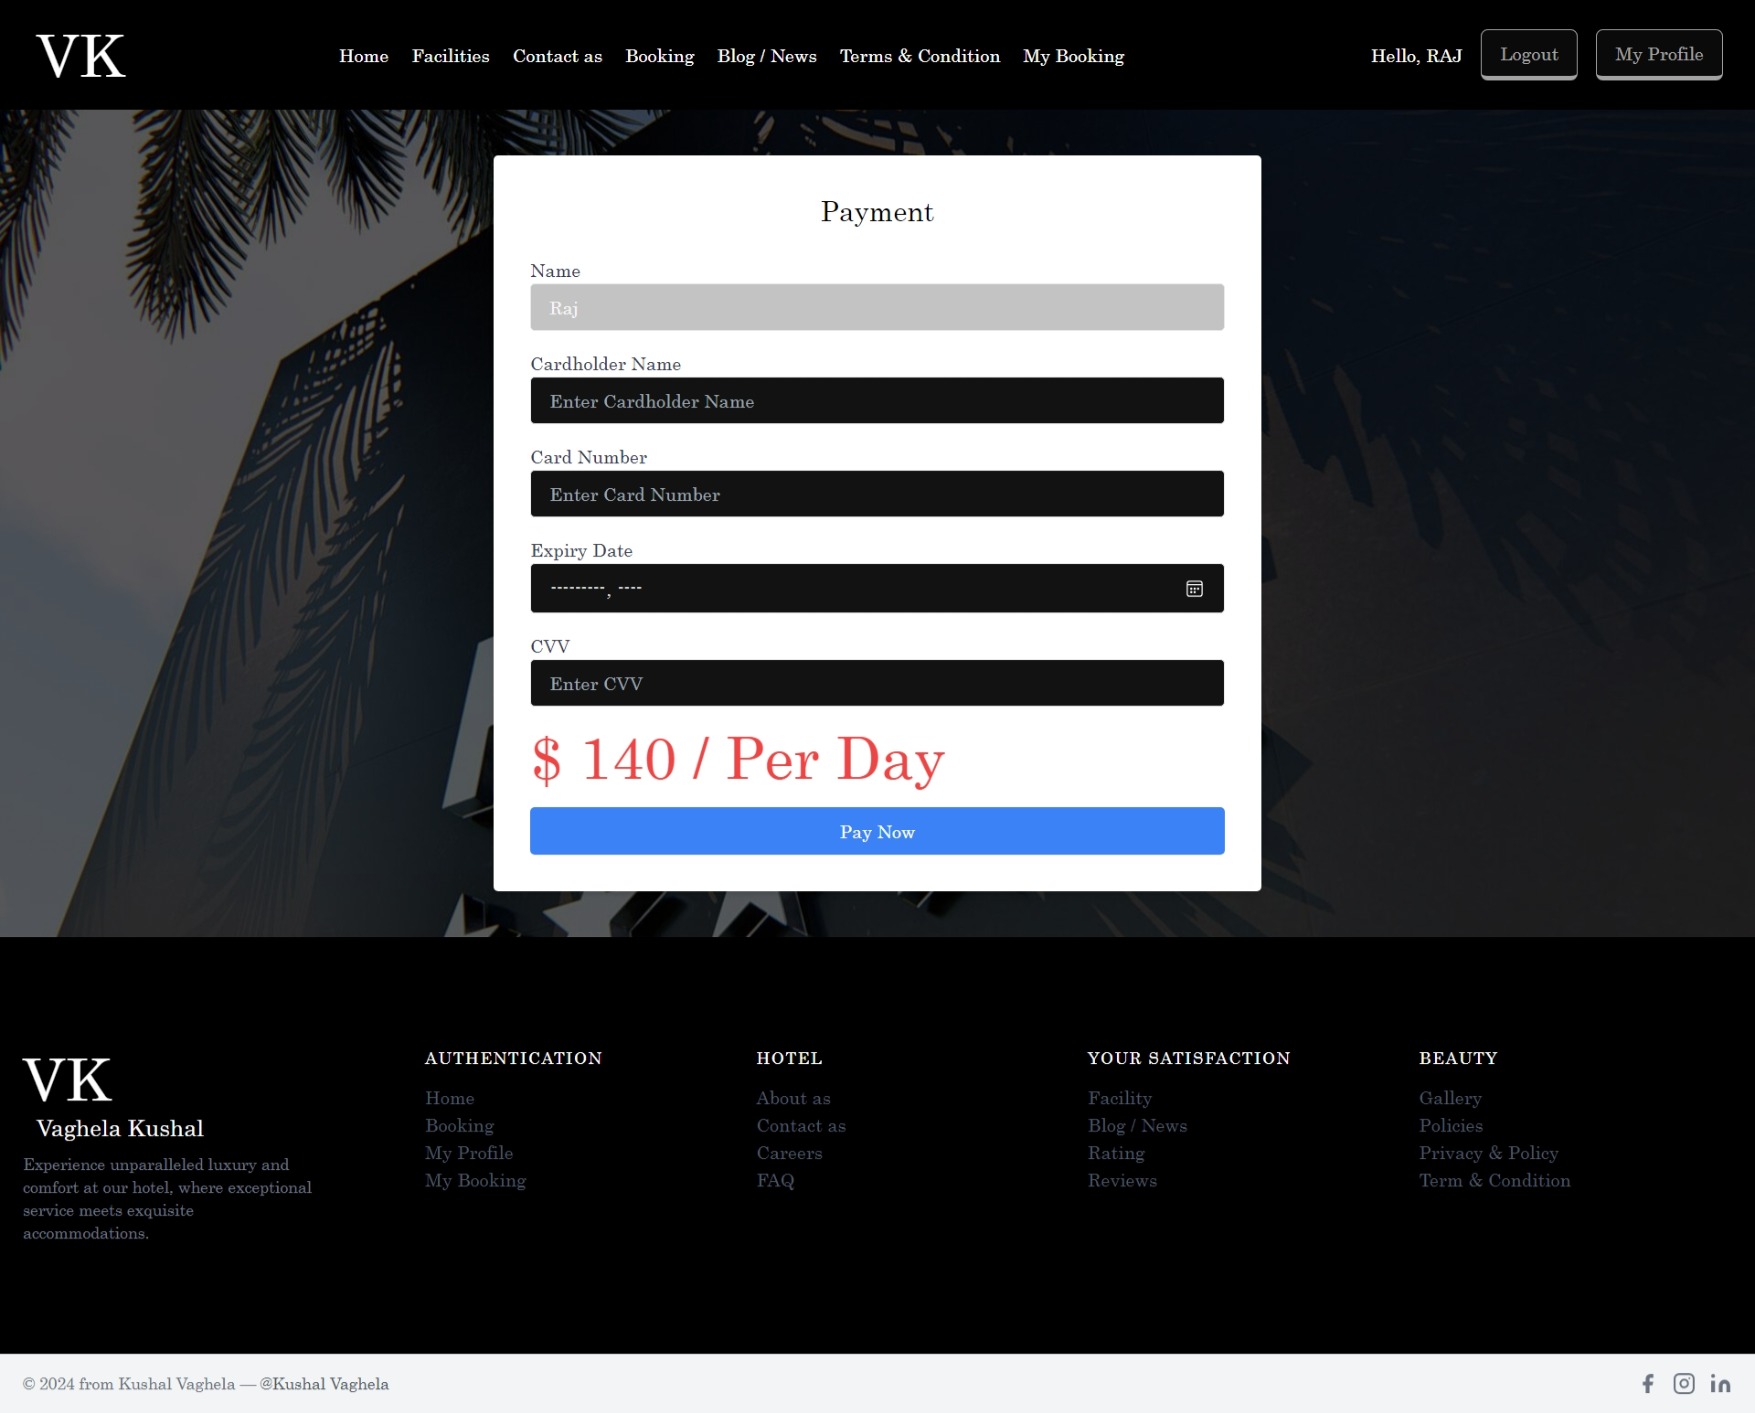 VK
Home Facilities Contact as Booking Blog / News Terms & Condition My Booking
Hello, RAJ Logout My Profile
Payment
Name
Raj
Cardholder Name
Enter Cardholder Name
Card Number
Enter Card Number
Expiry Date
---------, ----
CVV
Enter CVV
$ 140 / Per Day
Pay Now
VK
Vaghela Kushal
Experience unparalleled luxury and
comfort at our hotel, where exceptional
service meets exquisite
accommodations.
AUTHENTICATION
Home
Booking
My Profile
My Booking
HOTEL
About as
Contact as
Careers
FAQ
YOUR SATISFACTION
Facility
Blog / News
Rating
Reviews
BEAUTY
Gallery
Policies
Privacy & Policy
Term & Condition
© 2024 from Kushal Vaghela — @Kushal Vaghela